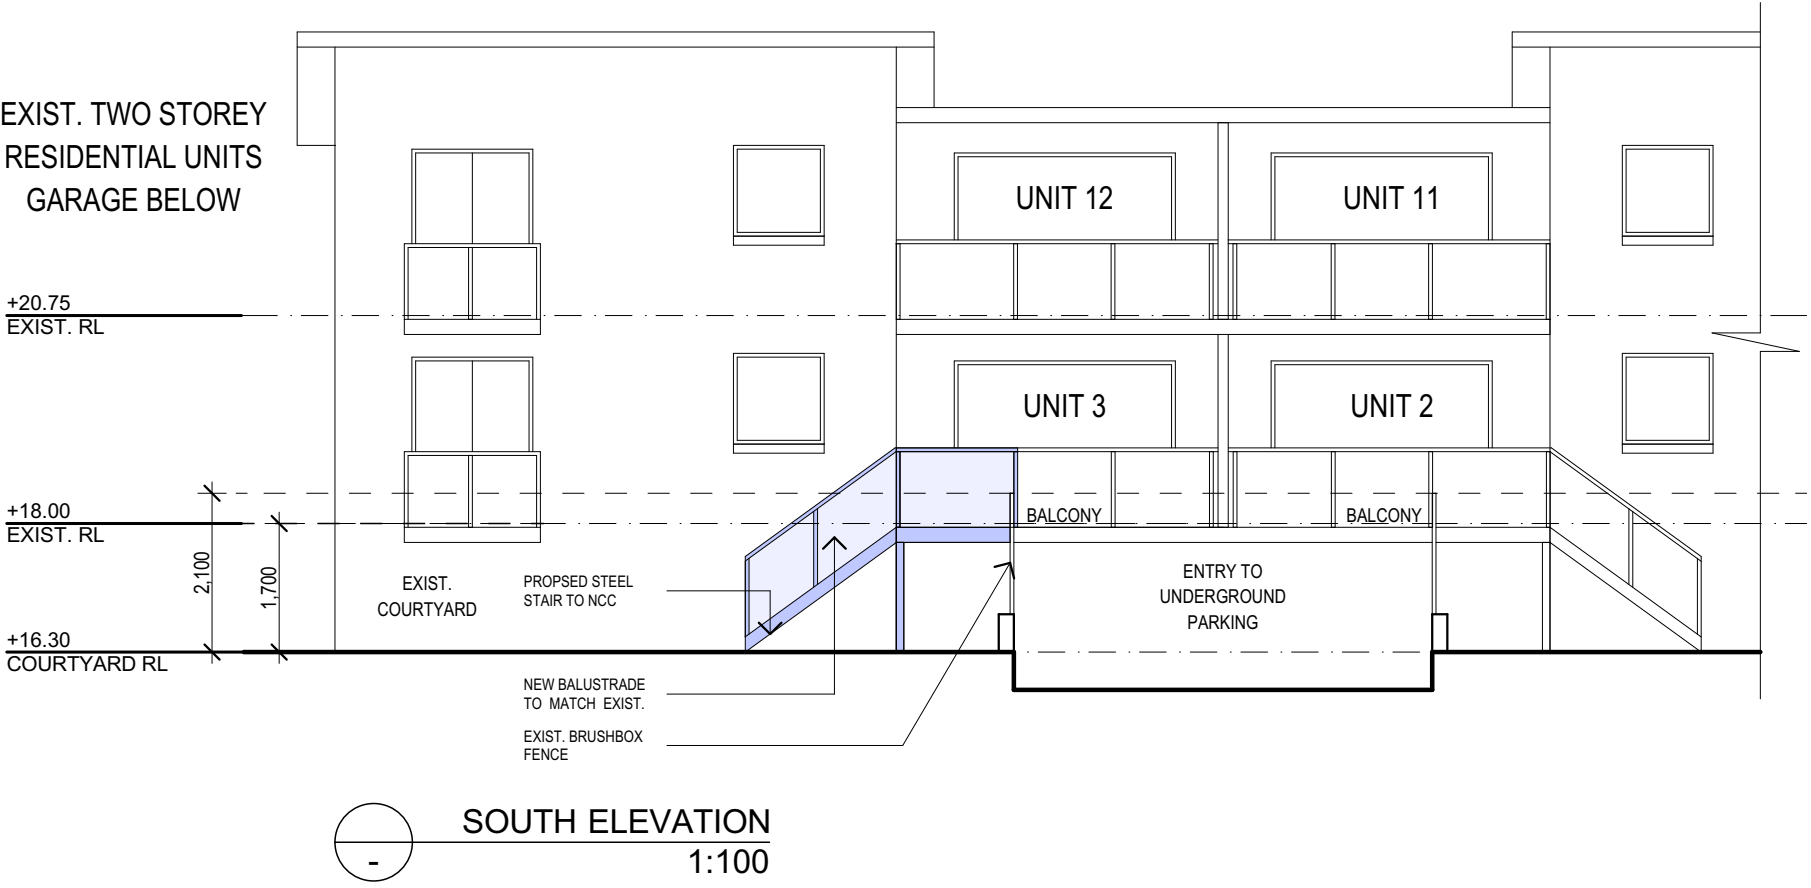 EXIST. TWO STOREY
RESIDENTIAL UNITS
GARAGE BELOW
UNIT 12
UNIT 11
+20.75
EXIST. RL
UNIT 3
UNIT 2
+18.00
EXIST. RL
BALCONY
BALCONY
2,100
1,700
EXIST.
COURTYARD
PROPSED STEEL
STAIR TO NCC
ENTRY TO
UNDERGROUND
PARKING
+16.30
COURTYARD RL
NEW BALUSTRADE
TO MATCH EXIST.
EXIST. BRUSHBOX
FENCE
SOUTH ELEVATION
-
1:100